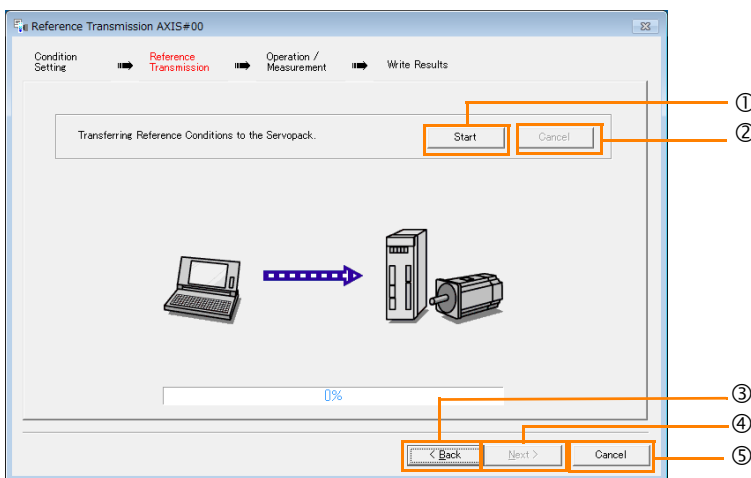 Reference Transmission AXIS#00
Condition Setting
Reference Transmission
Operation / Measurement
Write Results
Transferring Reference Conditions to the Servopack.
Start
Cancel
①
②
0%
③
④
⑤
< Back
Next >
Cancel